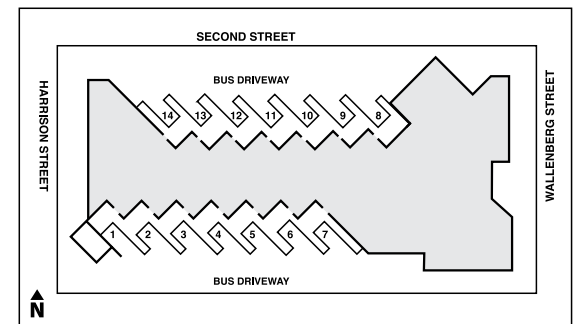 SECOND STREET
BUS DRIVEWAY
HARRISON STREET
WALLENBERG STREET
14 13 12 11 10 9 8
1 2 3 4 5 6 7
BUS DRIVEWAY
N